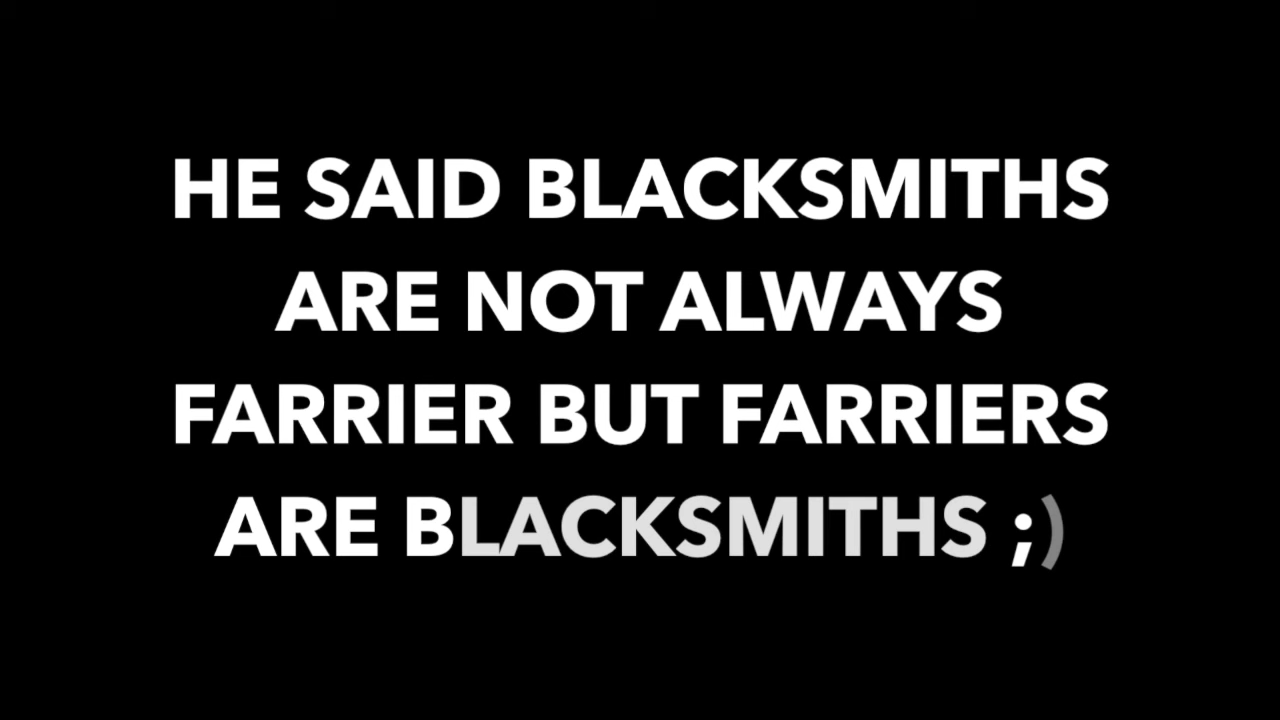 HE SAID BLACKSMITHS
ARE NOT ALWAYS
FARRIER BUT FARRIERS
ARE BLACKSMITHS ;)